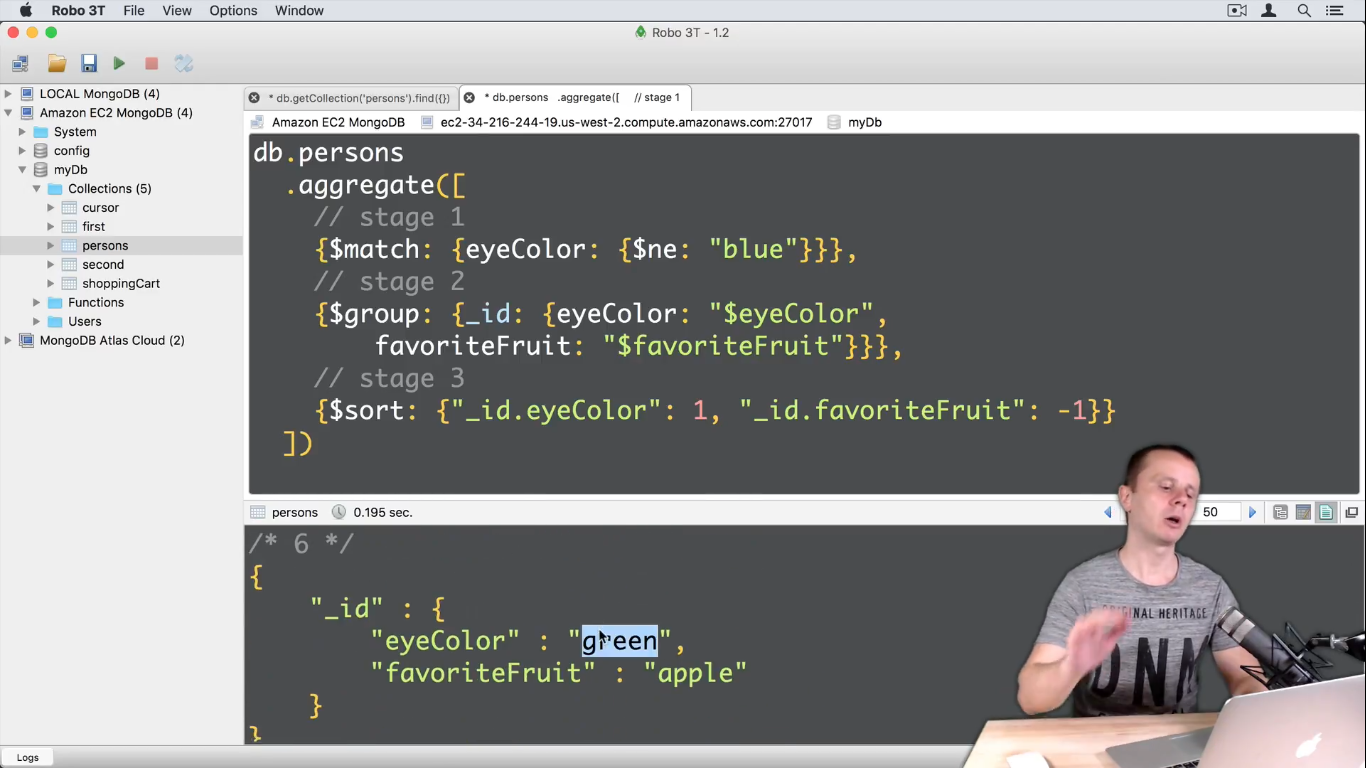 Robo 3T File View Options Window
Robo 3T - 1.2
LOCAL MongoDB (4)
Amazon EC2 MongoDB (4)
System
config
myDb
Collections (5)
cursor
first
persons
second
shoppingCart
Functions
Users
MongoDB Atlas Cloud (2)
* db.getCollection('persons').find({})
* db.persons .aggregate([ // stage 1
Amazon EC2 MongoDB ec2-34-216-244-19.us-west-2.compute.amazonaws.com:27017 myDb
db.persons
.aggregate([
// stage 1
{$match: {eyeColor: {$ne: "blue"}}},
// stage 2
{$group: {_id: {eyeColor: "$eyeColor",
favoriteFruit: "$favoriteFruit"}}},
// stage 3
{$sort: {"_id.eyeColor": 1, "_id.favoriteFruit": -1}}
])
persons 0.195 sec. 50
/* 6 */
{
"_id" : {
"eyeColor" : "green",
"favoriteFruit" : "apple"
}
}
ORIGINAL HERITAGE
DNA
Logs